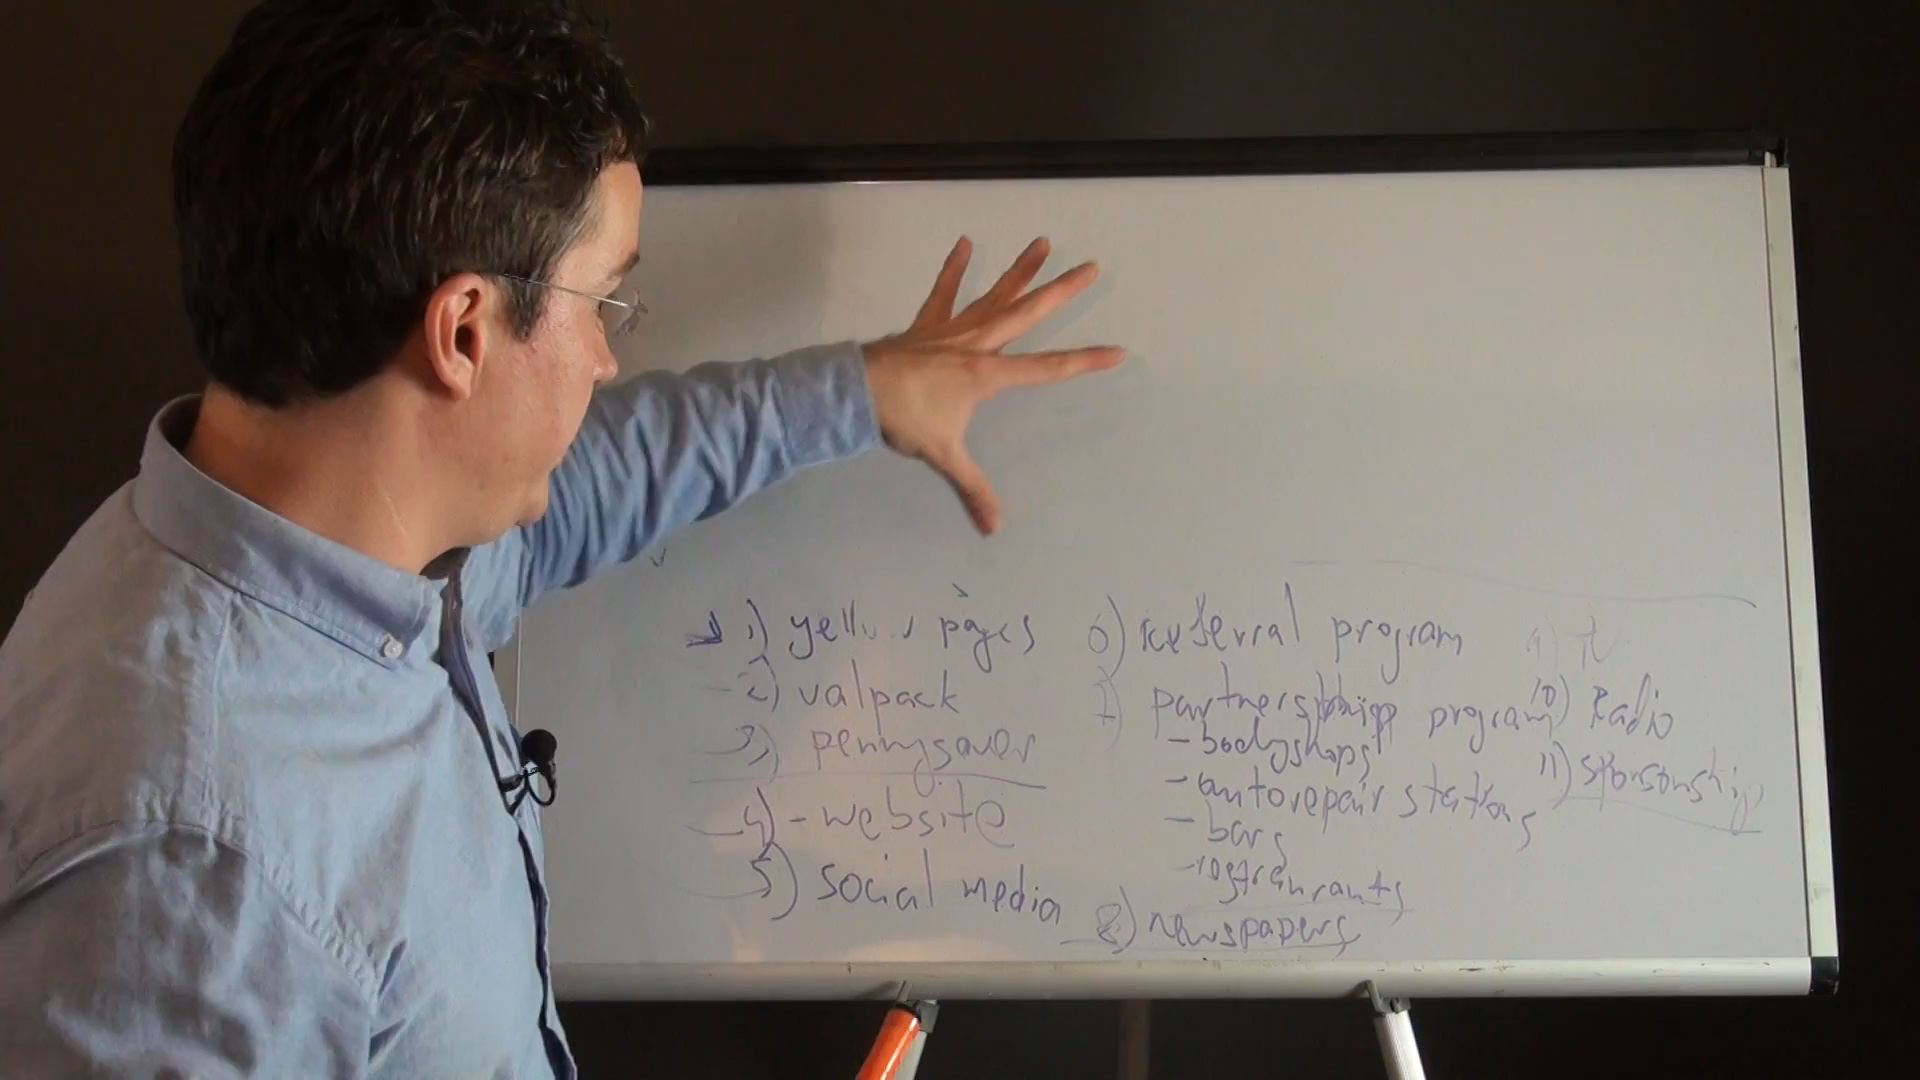 1) yellow pages
2) valpack
3) pennysaver
4) - website
5) social media
6) Referral program
7) partnership program
- bodyshops
- autorepair stations
- bars
- restaurants
8) newspapers
9)
10) Radio
11) sponsorship